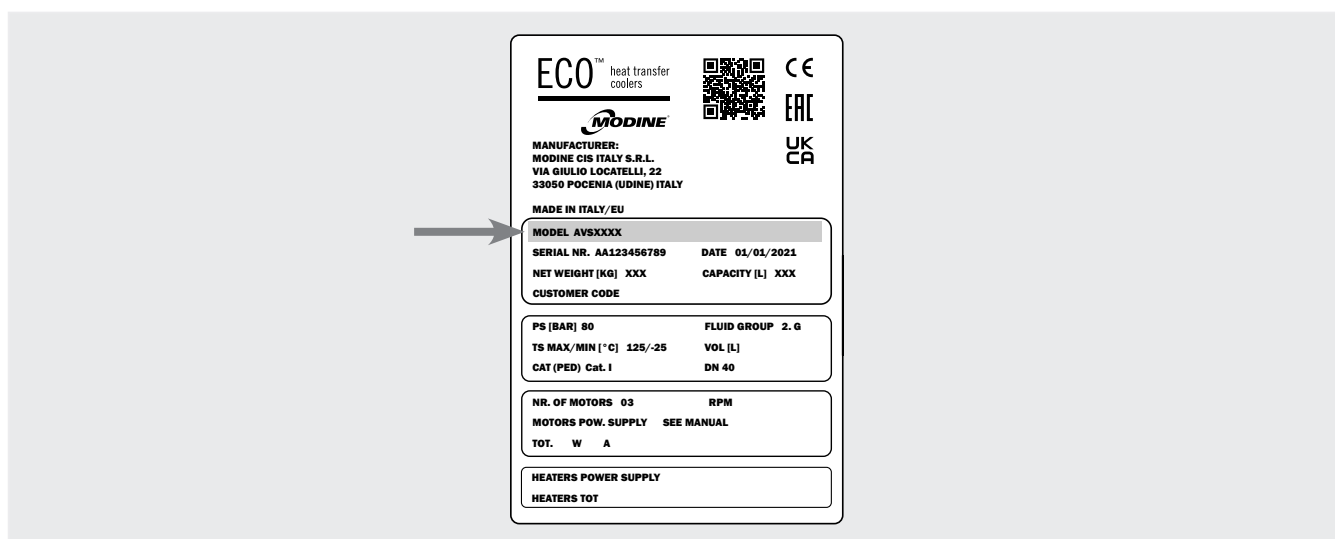 ECO™ heat transfer
coolers
MODINE
CE
EAC
UK
CA
MANUFACTURER:
MODINE CIS ITALY S.R.L.
VIA GIULIO LOCATELLI, 22
33050 POCENIA (UDINE) ITALY
MADE IN ITALY/EU
MODEL AVSXXXX
SERIAL NR. AA123456789 DATE 01/01/2021
NET WEIGHT [KG] XXX CAPACITY [L] XXX
CUSTOMER CODE
PS [BAR] 80 FLUID GROUP 2. G
TS MAX/MIN [°C] 125/-25 VOL [L]
CAT (PED) Cat. I DN 40
NR. OF MOTORS 03 RPM
MOTORS POW. SUPPLY SEE MANUAL
TOT. W A
HEATERS POWER SUPPLY
HEATERS TOT